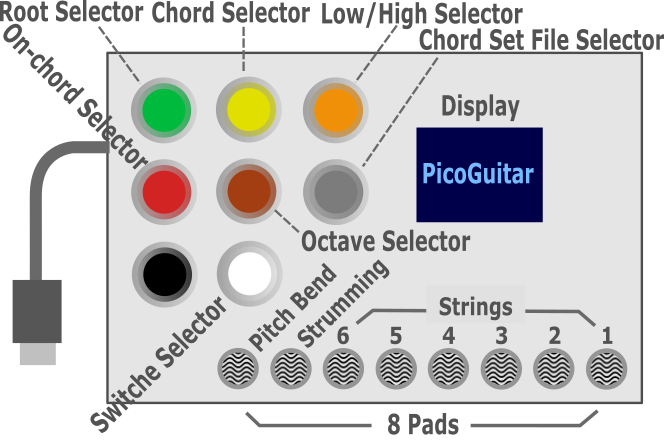 Root Selector
Chord Selector
Low/High Selector
Chord Set File Selector
On-chord Selector
Display
PicoGuitar
Octave Selector
Switche Selector
Pitch Bend
Strumming
Strings
6 5 4 3 2 1
8 Pads